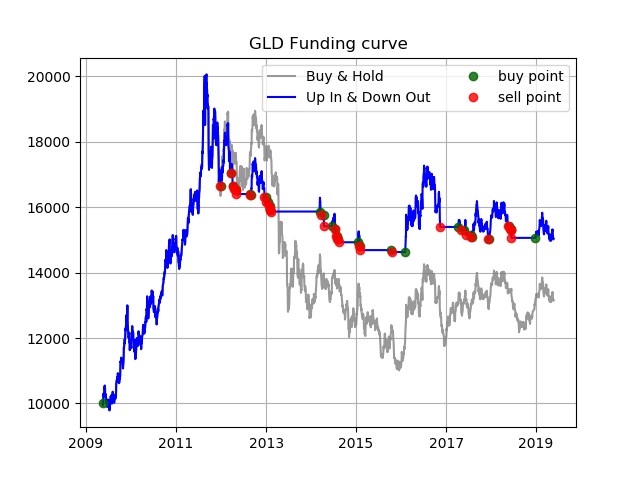 GLD Funding curve
Buy & Hold
Up In & Down Out
buy point
sell point
20000
18000
16000
14000
12000
10000
2009 2011 2013 2015 2017 2019